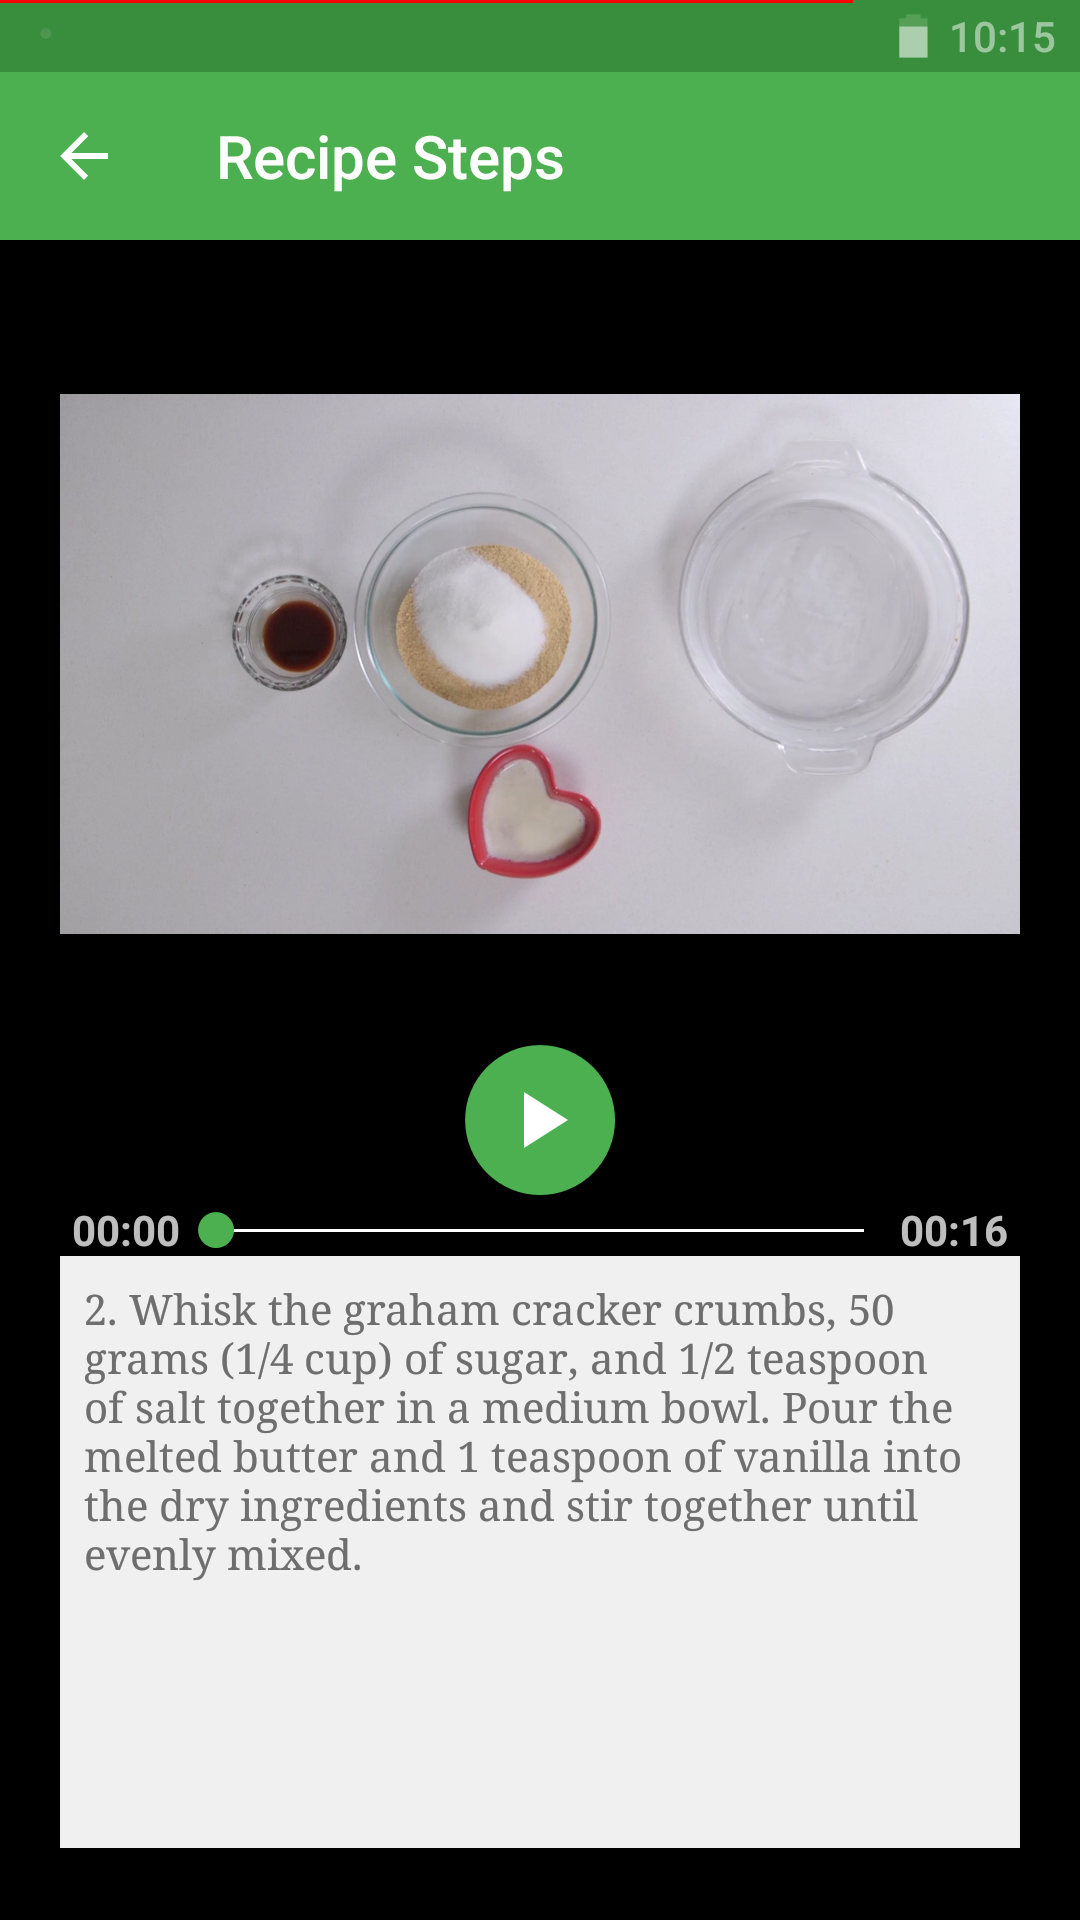 10:15
Recipe Steps
00:00
00:16
2. Whisk the graham cracker crumbs, 50
grams (1/4 cup) of sugar, and 1/2 teaspoon
of salt together in a medium bowl. Pour the
melted butter and 1 teaspoon of vanilla into
the dry ingredients and stir together until
evenly mixed.